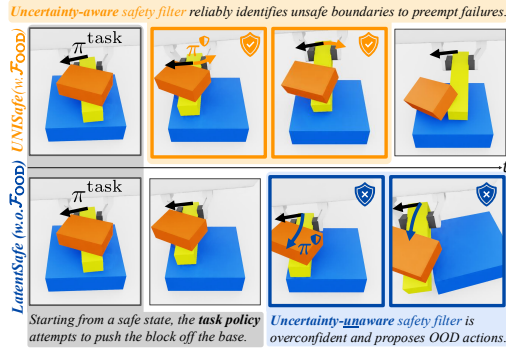 Uncertainty-aware safety filter reliably identifies unsafe boundaries to preempt failures.
UNISafe(w. F_OOD)
π^task
π
LatentSafe (w.o. F_OOD)
π^task
π
t
Starting from a safe state, the task policy
attempts to push the block off the base.
Uncertainty-unaware safety filter is
overconfident and proposes OOD actions.